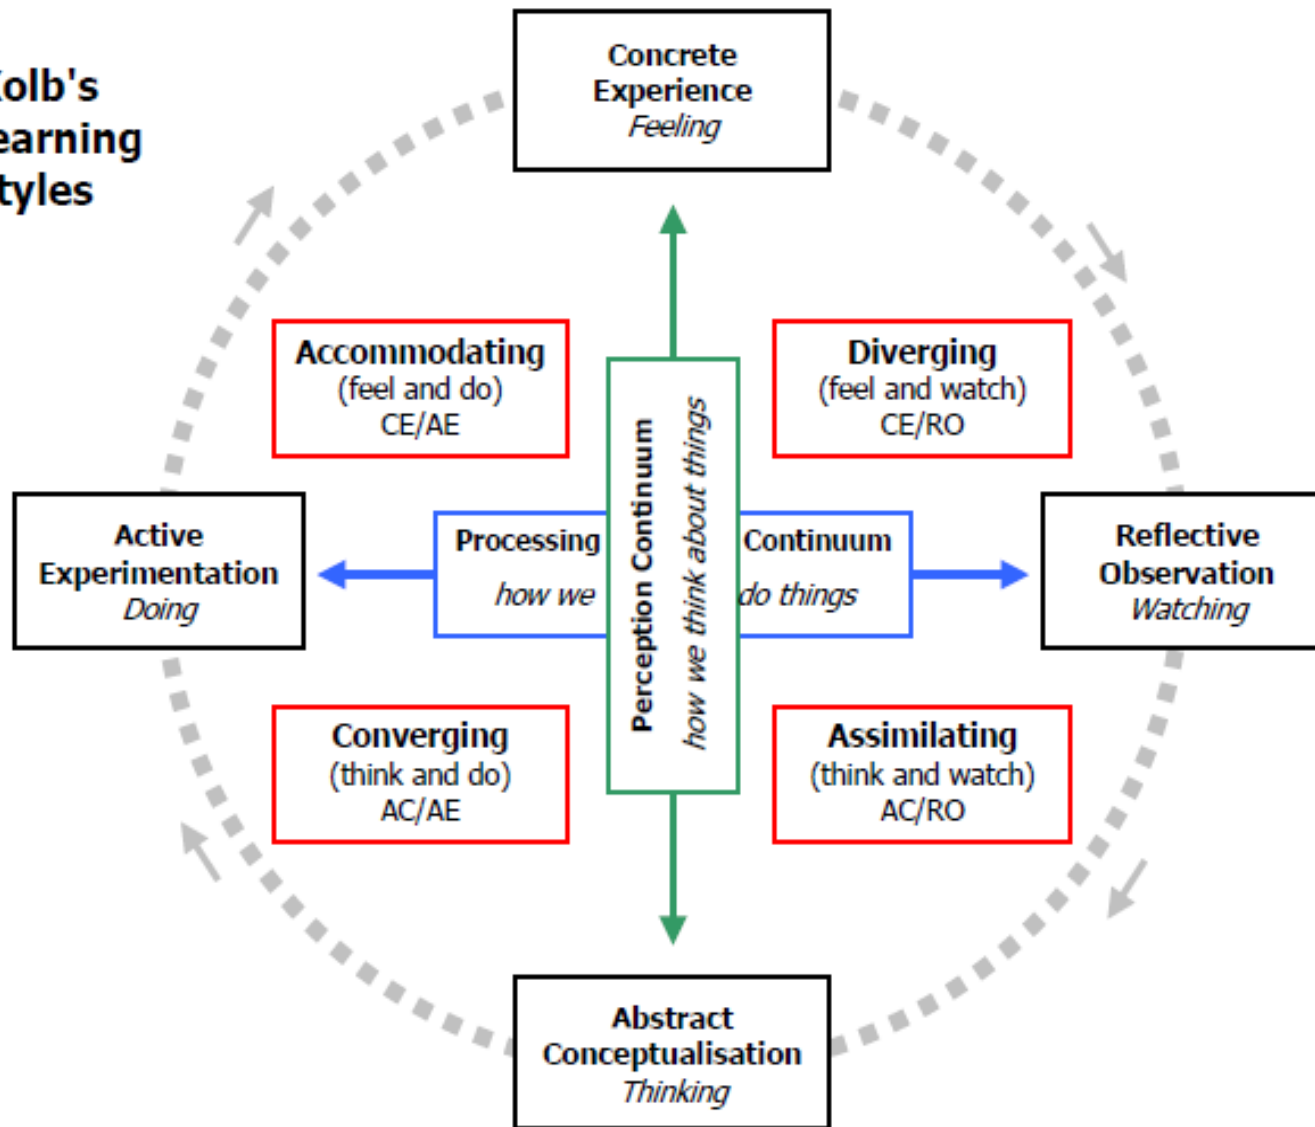 Kolb's
earning
tyles
Concrete
Experience
Feeling
Accommodating
(feel and do)
CE/AE
Diverging
(feel and watch)
CE/RO
Active
Experimentation
Doing
Processing Continuum
how we do things
Perception Continuum
how we think about things
Reflective
Observation
Watching
Converging
(think and do)
AC/AE
Assimilating
(think and watch)
AC/RO
Abstract
Conceptualisation
Thinking